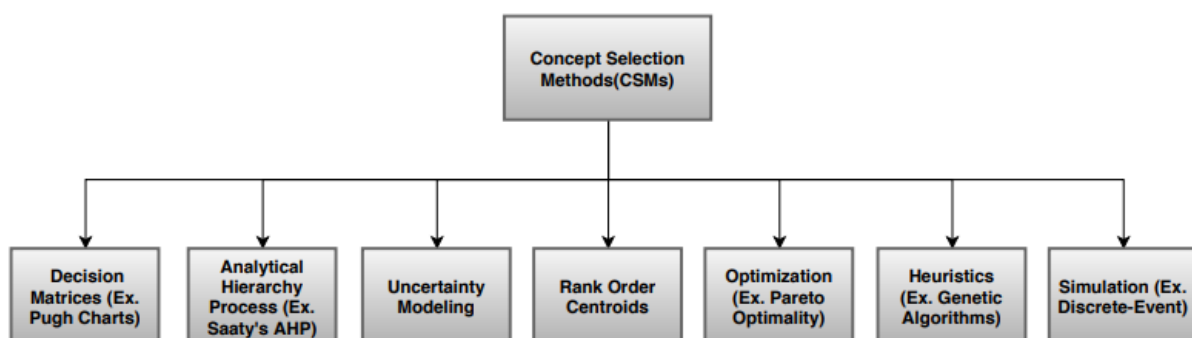 Concept Selection
Methods(CSMs)
Decision
Matrices (Ex.
Pugh Charts)
Analytical
Hierarchy
Process (Ex.
Saaty's AHP)
Uncertainty
Modeling
Rank Order
Centroids
Optimization
(Ex. Pareto
Optimality)
Heuristics
(Ex. Genetic
Algorithms)
Simulation (Ex.
Discrete-Event)